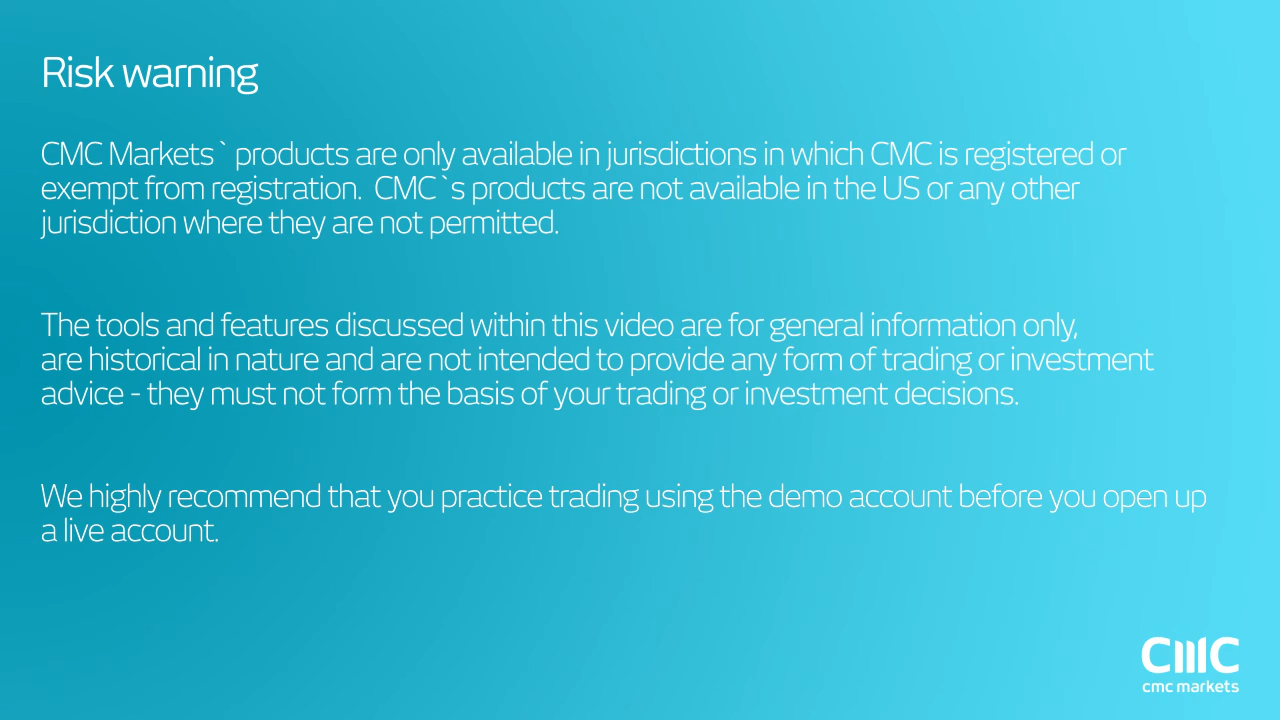 Risk warning
CMC Markets` products are only available in jurisdictions in which CMC is registered or
exempt from registration.  CMC`s products are not available in the US or any other
jurisdiction where they are not permitted.
The tools and features discussed within this video are for general information only,
are historical in nature and are not intended to provide any form of trading or investment
advice - they must not form the basis of your trading or investment decisions.
We highly recommend that you practice trading using the demo account before you open up
a live account.
CMC
cmc markets